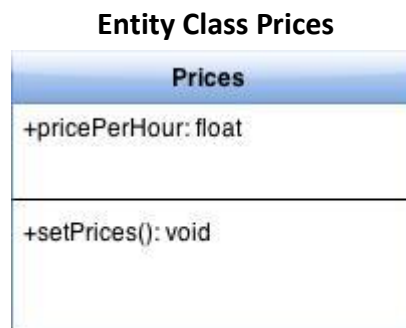 Entity Class Prices
Prices
+pricePerHour: float
+setPrices(): void